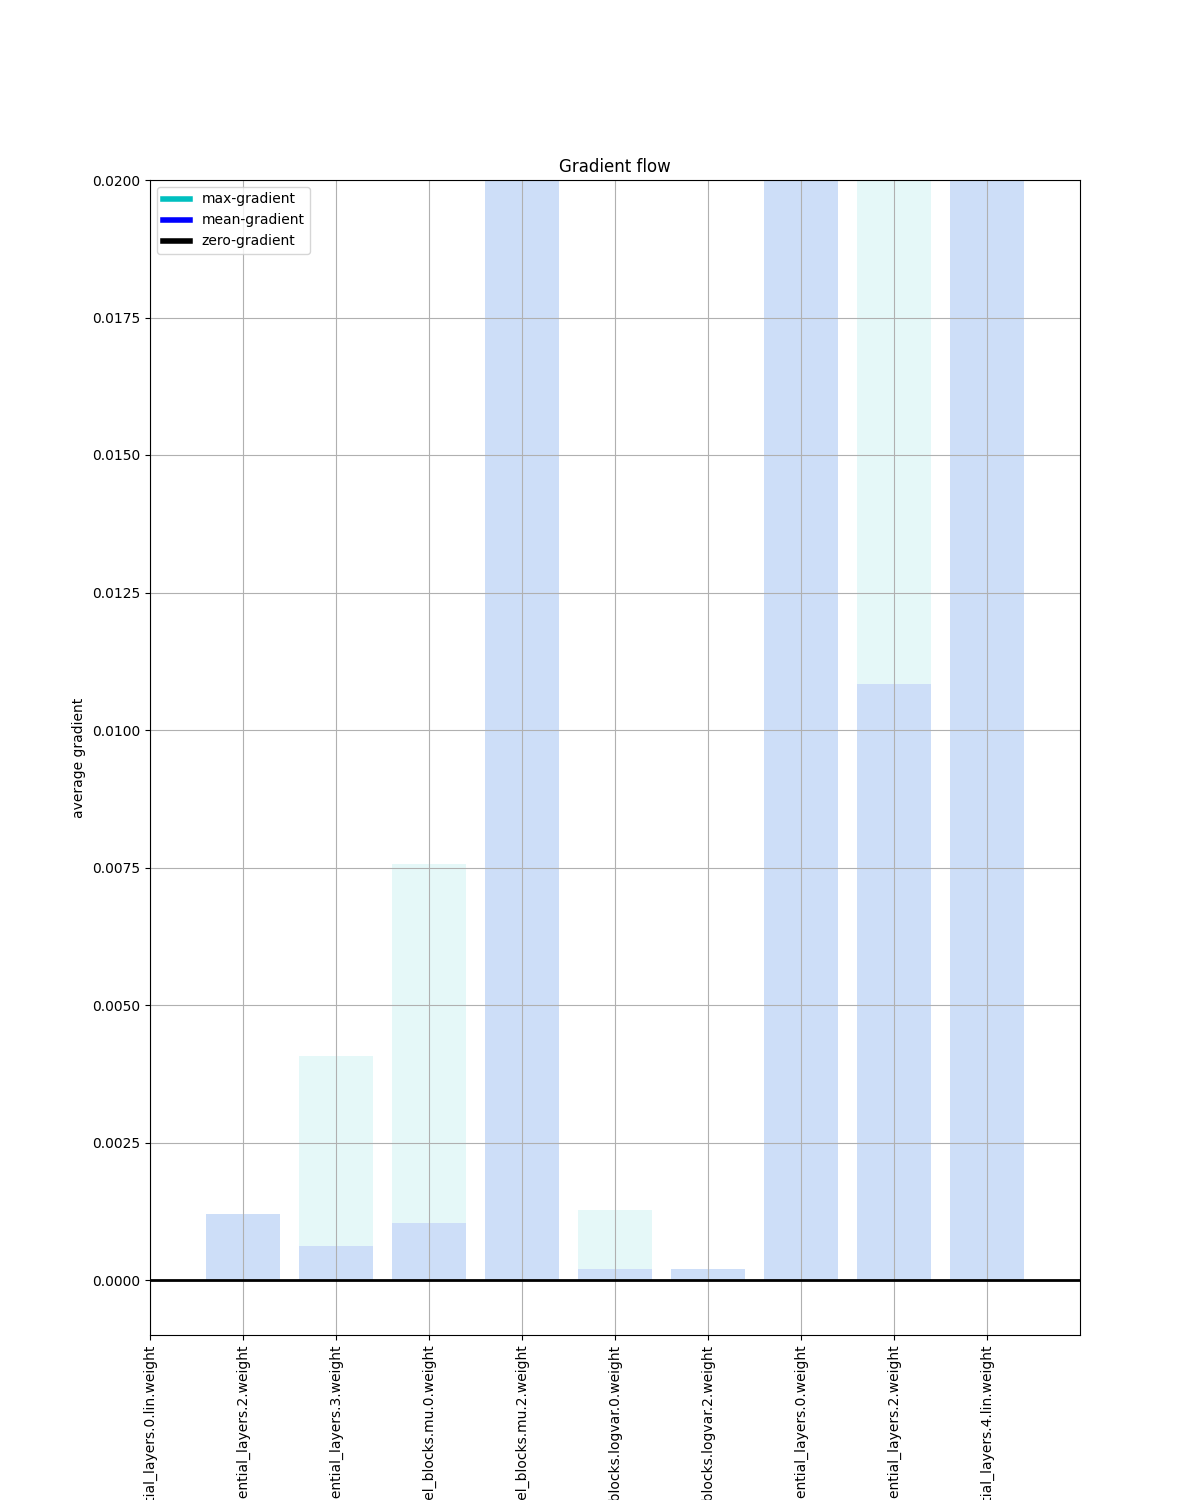 Gradient flow
max-gradient
mean-gradient
zero-gradient
0.0200
0.0175
0.0150
0.0125
0.0100
0.0075
0.0050
0.0025
0.0000
average gradient
tial_layers.0.lin.weight
ential_layers.2.weight
ential_layers.3.weight
el_blocks.mu.0.weight
el_blocks.mu.2.weight
blocks.logvar.0.weight
blocks.logvar.2.weight
ential_layers.0.weight
ential_layers.2.weight
tial_layers.4.lin.weight